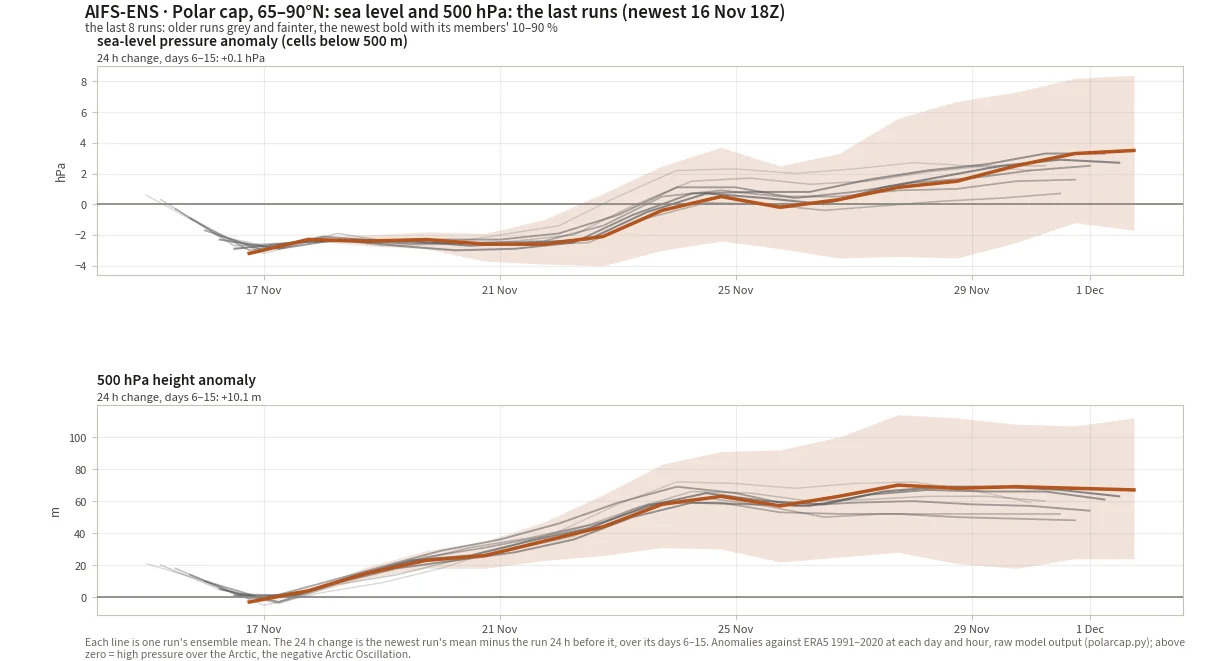 AIFS-ENS · Polar cap, 65–90°N: sea level and 500 hPa: the last runs (newest 16 Nov 18Z)
the last 8 runs: older runs grey and fainter, the newest bold with its members' 10–90 %
sea-level pressure anomaly (cells below 500 m)
24 h change, days 6–15: +0.1 hPa
8
6
4
2
0
−2
−4
hPa
17 Nov
21 Nov
25 Nov
29 Nov
1 Dec
500 hPa height anomaly
24 h change, days 6–15: +10.1 m
100
80
60
40
20
0
m
17 Nov
21 Nov
25 Nov
29 Nov
1 Dec
Each line is one run's ensemble mean. The 24 h change is the newest run's mean minus the run 24 h before it, over its days 6–15. Anomalies against ERA5 1991–2020 at each day and hour, raw model output (polarcap.py); above
zero = high pressure over the Arctic, the negative Arctic Oscillation.